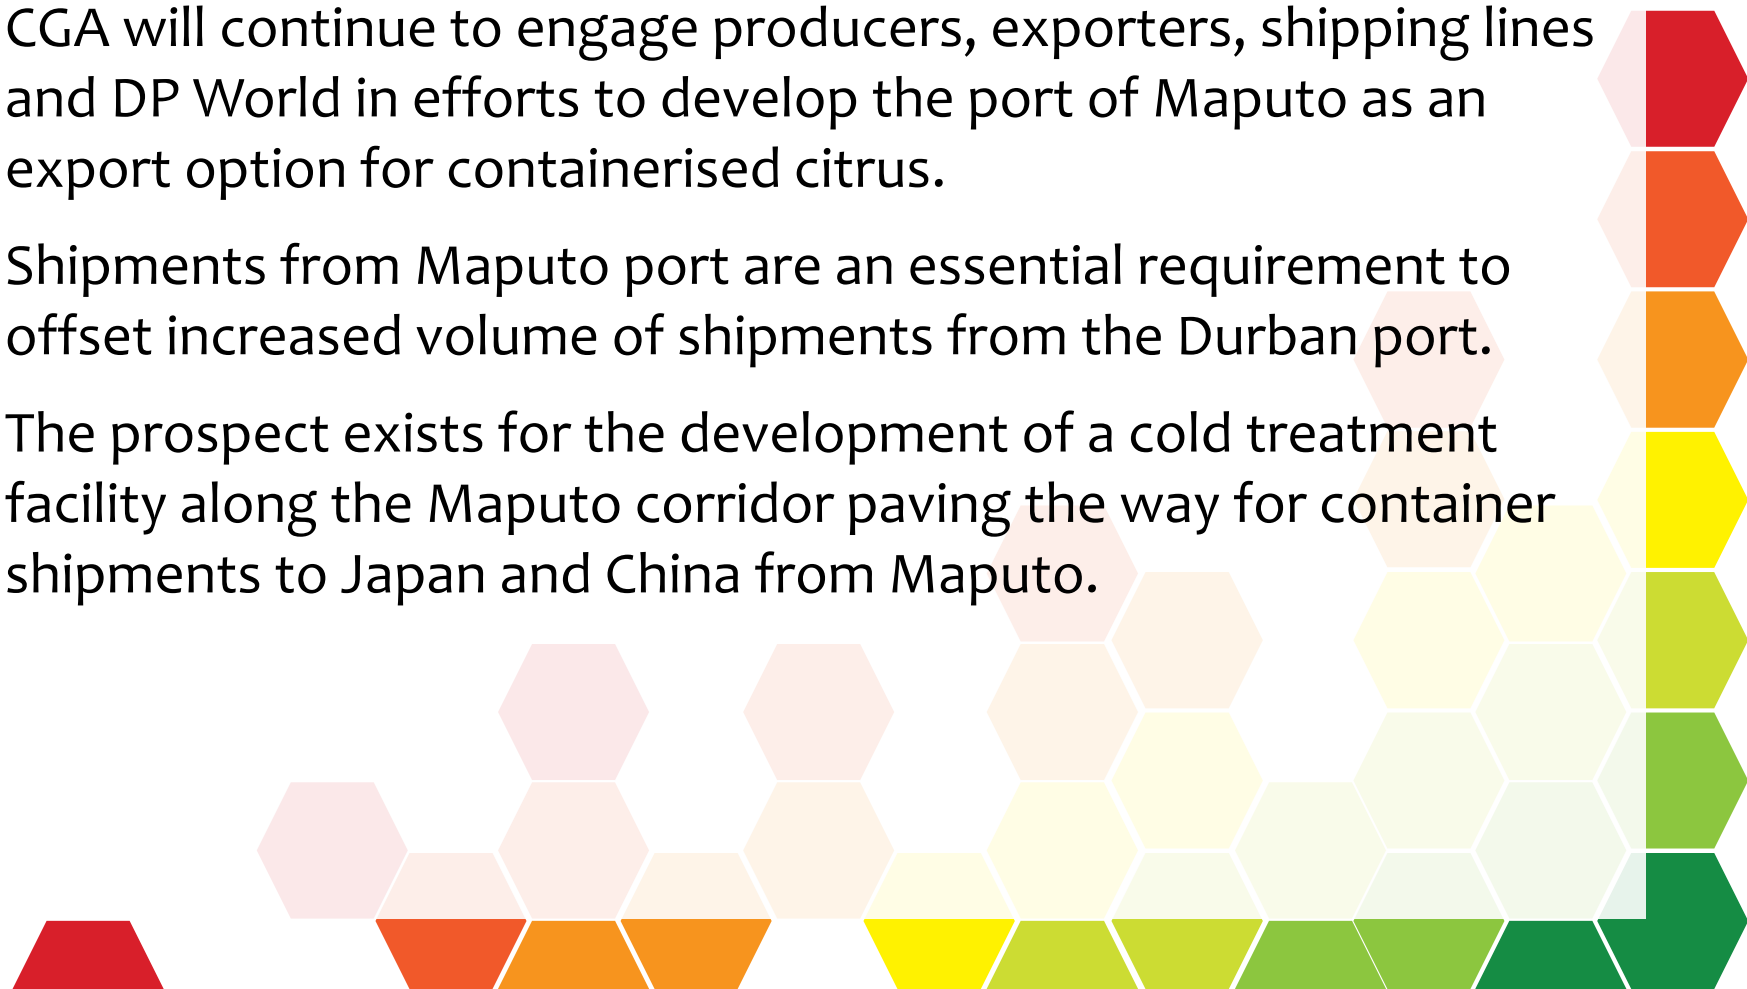 CGA will continue to engage producers, exporters, shipping lines
and DP World in efforts to develop the port of Maputo as an
export option for containerised citrus.
Shipments from Maputo port are an essential requirement to
offset increased volume of shipments from the Durban port.
The prospect exists for the development of a cold treatment
facility along the Maputo corridor paving the way for container
shipments to Japan and China from Maputo.